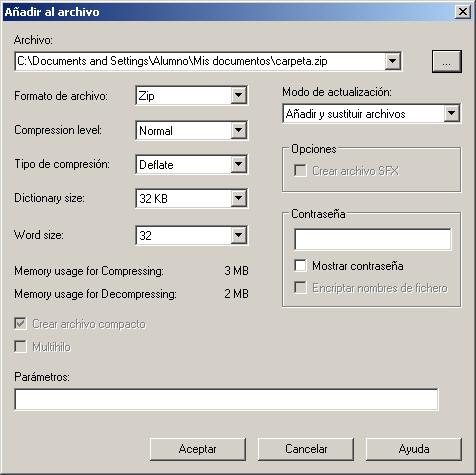 Añadir al archivo
Archivo:
C:\Documents and Settings\Alumno\Mis documentos\carpeta.zip
...
Formato de archivo: Zip
Modo de actualización:
Añadir y sustituir archivos
Compression level: Normal
Opciones
Crear archivo SFX
Tipo de compresión: Deflate
Dictionary size: 32 KB
Contraseña
Word size: 32
Mostrar contraseña
Encriptar nombres de fichero
Memory usage for Compressing: 3 MB
Memory usage for Decompressing: 2 MB
Crear archivo compacto
Multihilo
Parámetros:
Aceptar
Cancelar
Ayuda